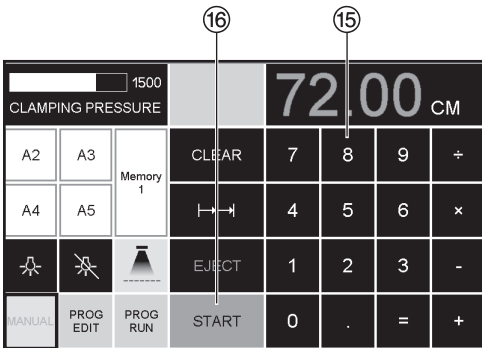 16 15
1500
CLAMPING PRESSURE
72.00 CM
A2 A3 Memory 1 CLEAR 7 8 9 ÷
A4 A5 4 5 6 ×
EJECT 1 2 3 -
MANUAL PROG EDIT PROG RUN START 0 . = +